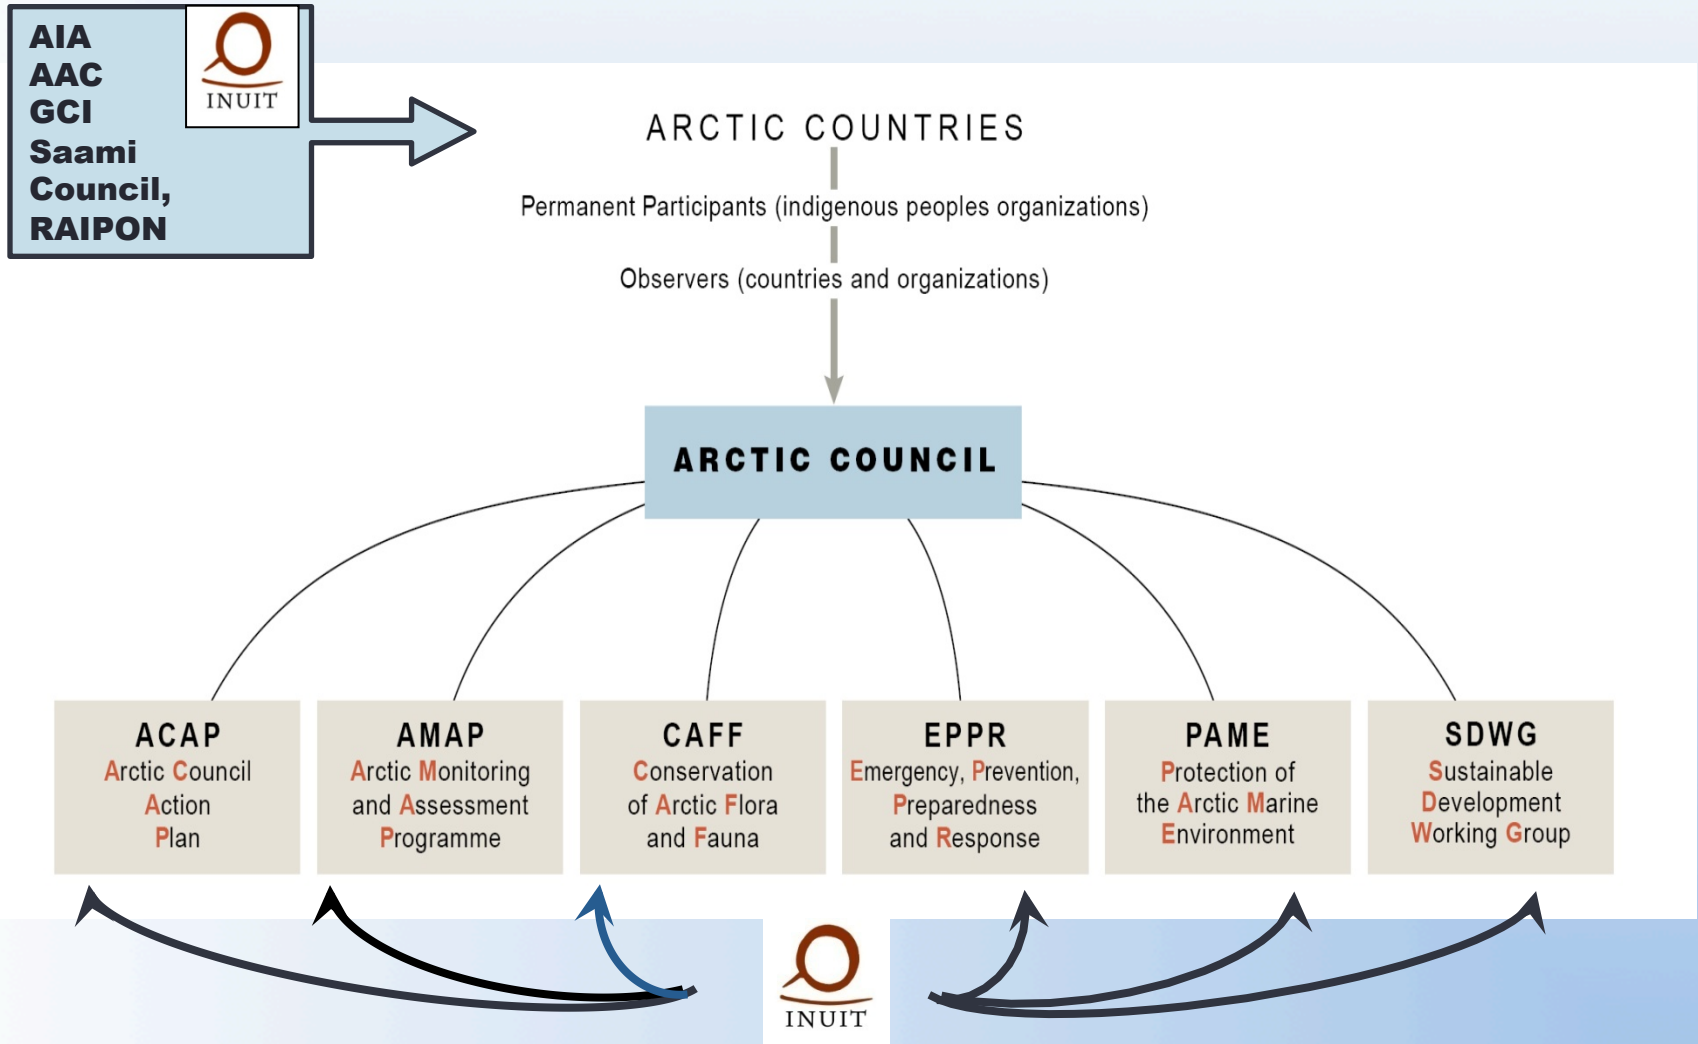 AIA
AAC
GCI
Saami
Council,
RAIPON
INUIT
ARCTIC COUNTRIES
Permanent Participants (indigenous peoples organizations)
Observers (countries and organizations)
ARCTIC COUNCIL
ACAP
Arctic Council
Action
Plan
AMAP
Arctic Monitoring
and Assessment
Programme
CAFF
Conservation
of Arctic Flora
and Fauna
EPPR
Emergency, Prevention,
Preparedness
and Response
PAME
Protection of
the Arctic Marine
Environment
SDWG
Sustainable
Development
Working Group
INUIT